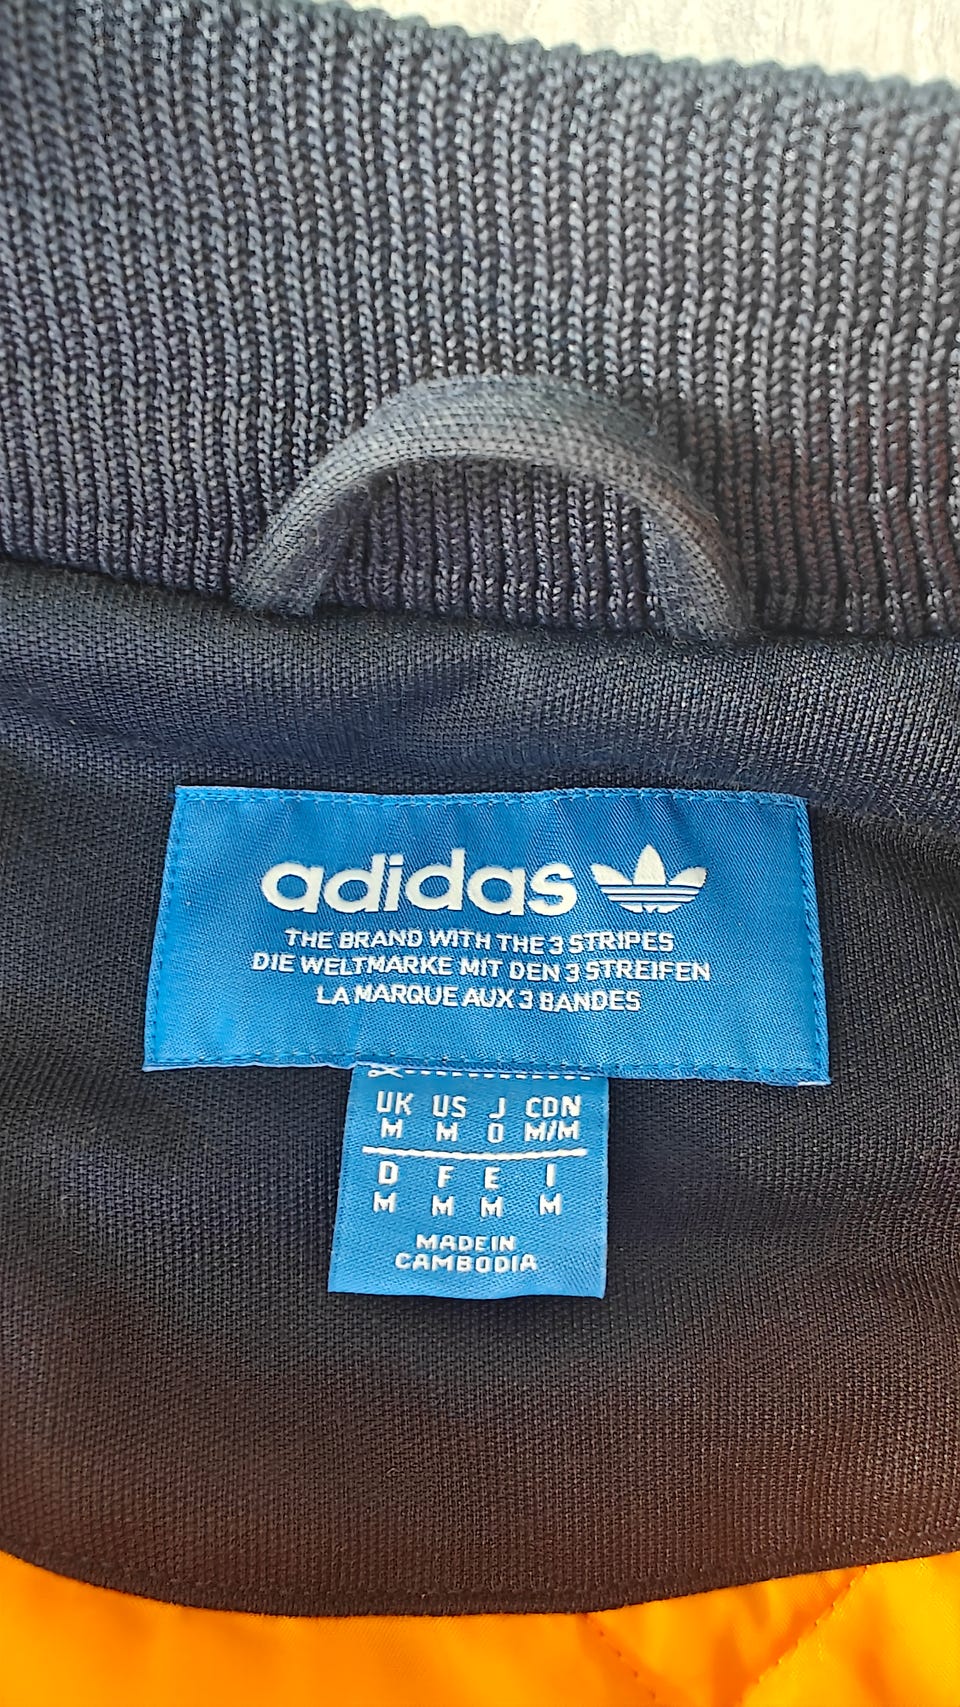 adidas
THE BRAND WITH THE 3 STRIPES
DIE WELTMARKE MIT DEN 3 STREIFEN
LA MARQUE AUX 3 BANDES
UK US J CDN
M M O M/M
D F E I
M M M M
MADE IN
CAMBODIA